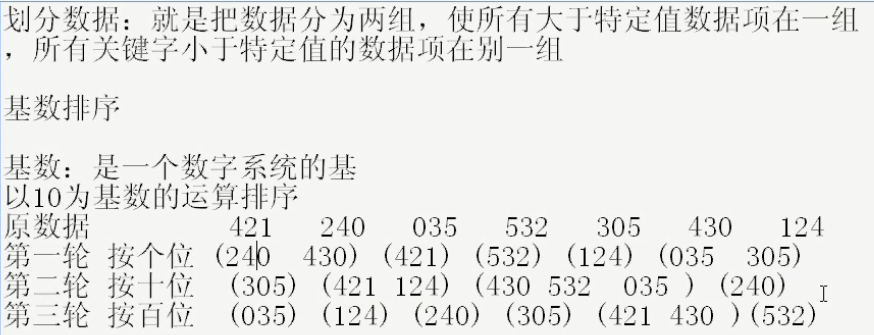 划分数据：就是把数据分为两组，使所有大于特定值数据项在一组
，所有关键字小于特定值的数据项在别一组
基数排序
基数：是一个数字系统的基
以10为基数的运算排序
原数据 421 240 035 532 305 430 124
第一轮 按个位 (240 430) (421) (532) (124) (035 305)
第二轮 按十位 (305) (421 124) (430 532 035 ) (240)
第三轮 按百位 (035) (124) (240) (305) (421 430 )(532)